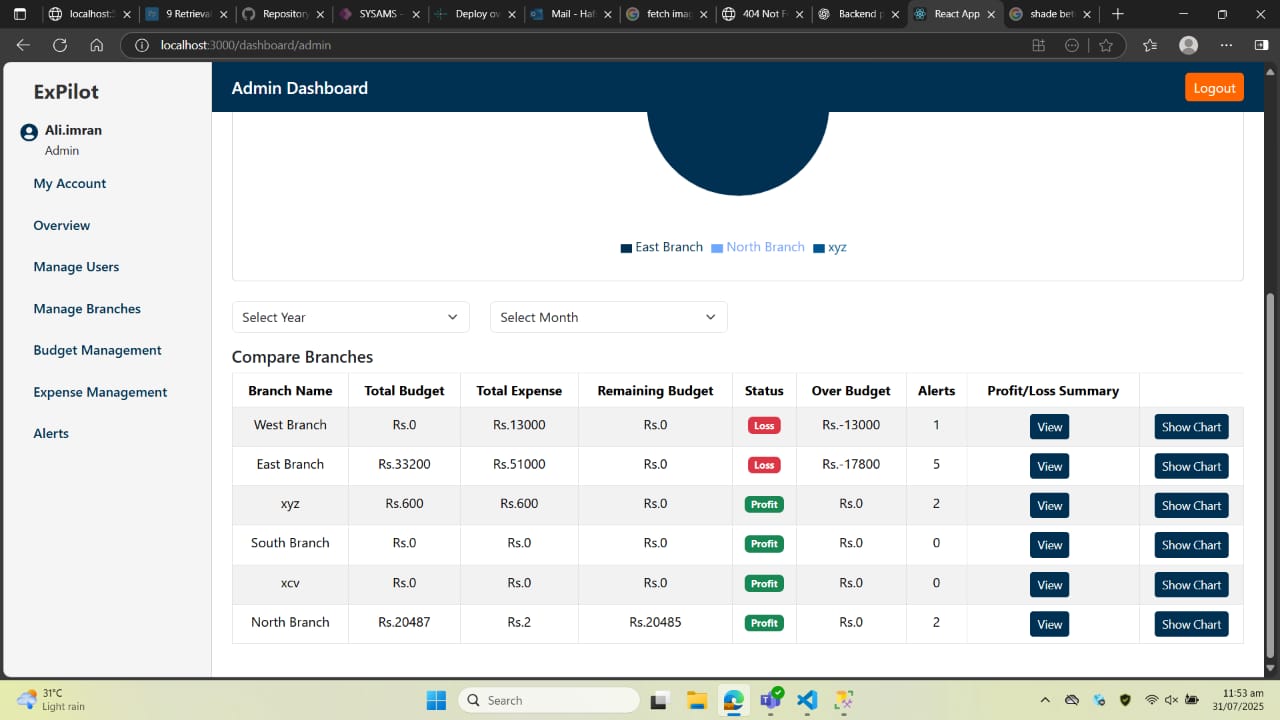 localhost:5 9 Retrieval Repository SYSAMS - Deploy ov Mail - Haf fetch imag 404 Not F Backend p React App shade bet
localhost:3000/dashboard/admin
ExPilot
Admin Dashboard
Logout
Ali.imran
Admin
My Account
Overview
Manage Users
Manage Branches
Budget Management
Expense Management
Alerts
East Branch North Branch xyz
Select Year Select Month
Compare Branches
Branch Name Total Budget Total Expense Remaining Budget Status Over Budget Alerts Profit/Loss Summary
West Branch Rs.0 Rs.13000 Rs.0 Loss Rs.-13000 1 View Show Chart
East Branch Rs.33200 Rs.51000 Rs.0 Loss Rs.-17800 5 View Show Chart
xyz Rs.600 Rs.600 Rs.0 Profit Rs.0 2 View Show Chart
South Branch Rs.0 Rs.0 Rs.0 Profit Rs.0 0 View Show Chart
xcv Rs.0 Rs.0 Rs.0 Profit Rs.0 0 View Show Chart
North Branch Rs.20487 Rs.2 Rs.20485 Profit Rs.0 2 View Show Chart
31°C
Light rain
Search
11:53 am
31/07/2025